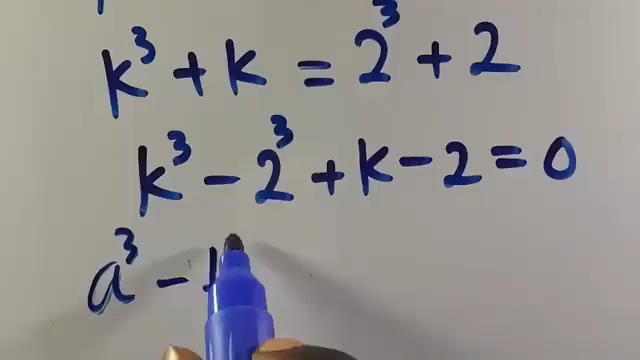 k³ + k = 2³ + 2
k³ - 2³ + k - 2 = 0
a³ -